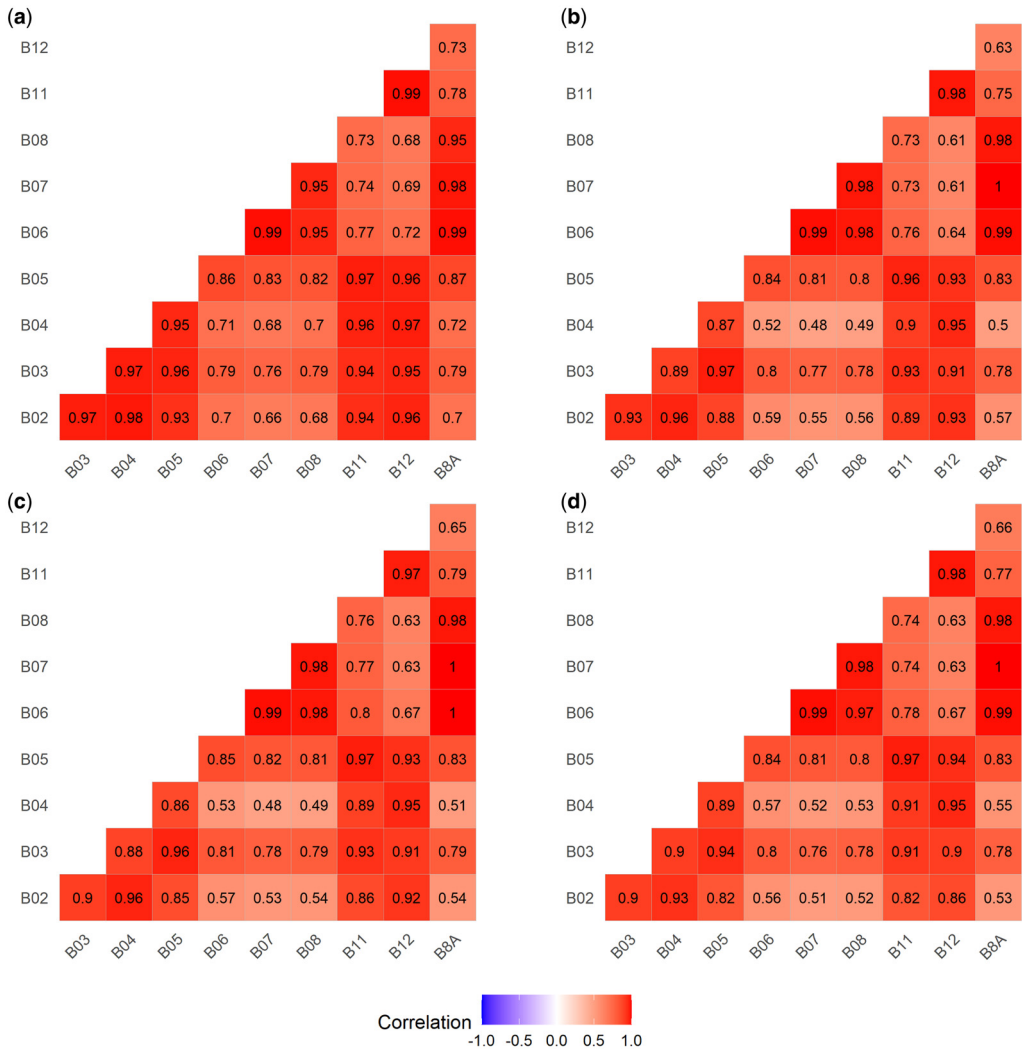 (a)
B12 0.73
B11 0.99 0.78
B08 0.73 0.68 0.95
B07 0.95 0.74 0.69 0.98
B06 0.99 0.95 0.77 0.72 0.99
B05 0.86 0.83 0.82 0.97 0.96 0.87
B04 0.95 0.71 0.68 0.7 0.96 0.97 0.72
B03 0.97 0.96 0.79 0.76 0.79 0.94 0.95 0.79
B02 0.97 0.98 0.93 0.7 0.66 0.68 0.94 0.96 0.7
B03 B04 B05 B06 B07 B08 B11 B12 B8A
(b)
B12 0.63
B11 0.98 0.75
B08 0.73 0.61 0.98
B07 0.98 0.73 0.61 1
B06 0.99 0.98 0.76 0.64 0.99
B05 0.84 0.81 0.8 0.96 0.93 0.83
B04 0.87 0.52 0.48 0.49 0.9 0.95 0.5
B03 0.89 0.97 0.8 0.77 0.78 0.93 0.91 0.78
B02 0.93 0.96 0.88 0.59 0.55 0.56 0.89 0.93 0.57
B03 B04 B05 B06 B07 B08 B11 B12 B8A
(c)
B12 0.65
B11 0.97 0.79
B08 0.76 0.63 0.98
B07 0.98 0.77 0.63 1
B06 0.99 0.98 0.8 0.67 1
B05 0.85 0.82 0.81 0.97 0.93 0.83
B04 0.86 0.53 0.48 0.49 0.89 0.95 0.51
B03 0.88 0.96 0.81 0.78 0.79 0.93 0.91 0.79
B02 0.9 0.96 0.85 0.57 0.53 0.54 0.86 0.92 0.54
B03 B04 B05 B06 B07 B08 B11 B12 B8A
(d)
B12 0.66
B11 0.98 0.77
B08 0.74 0.63 0.98
B07 0.98 0.74 0.63 1
B06 0.99 0.97 0.78 0.67 0.99
B05 0.84 0.81 0.8 0.97 0.94 0.83
B04 0.89 0.57 0.52 0.53 0.91 0.95 0.55
B03 0.9 0.94 0.8 0.76 0.78 0.91 0.9 0.78
B02 0.9 0.93 0.82 0.56 0.51 0.52 0.82 0.86 0.53
B03 B04 B05 B06 B07 B08 B11 B12 B8A
Correlation
-1.0 -0.5 0.0 0.5 1.0